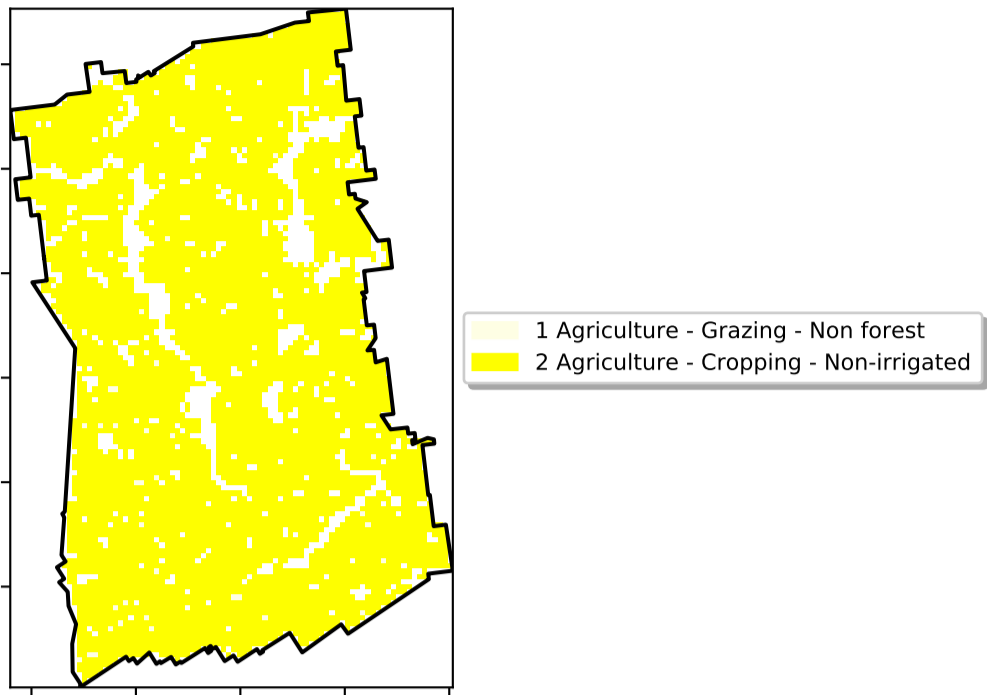 1 Agriculture - Grazing - Non forest
2 Agriculture - Cropping - Non-irrigated